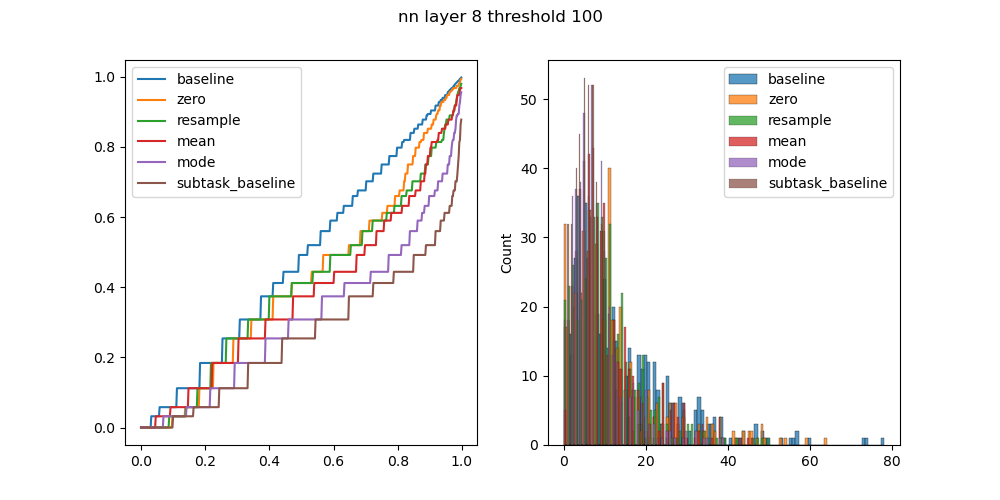 nn layer 8 threshold 100
1.0
0.8
0.6
0.4
0.2
0.0
0.0 0.2 0.4 0.6 0.8 1.0
baseline
zero
resample
mean
mode
subtask_baseline
Count
50
40
30
20
10
0
0 20 40 60 80
baseline
zero
resample
mean
mode
subtask_baseline